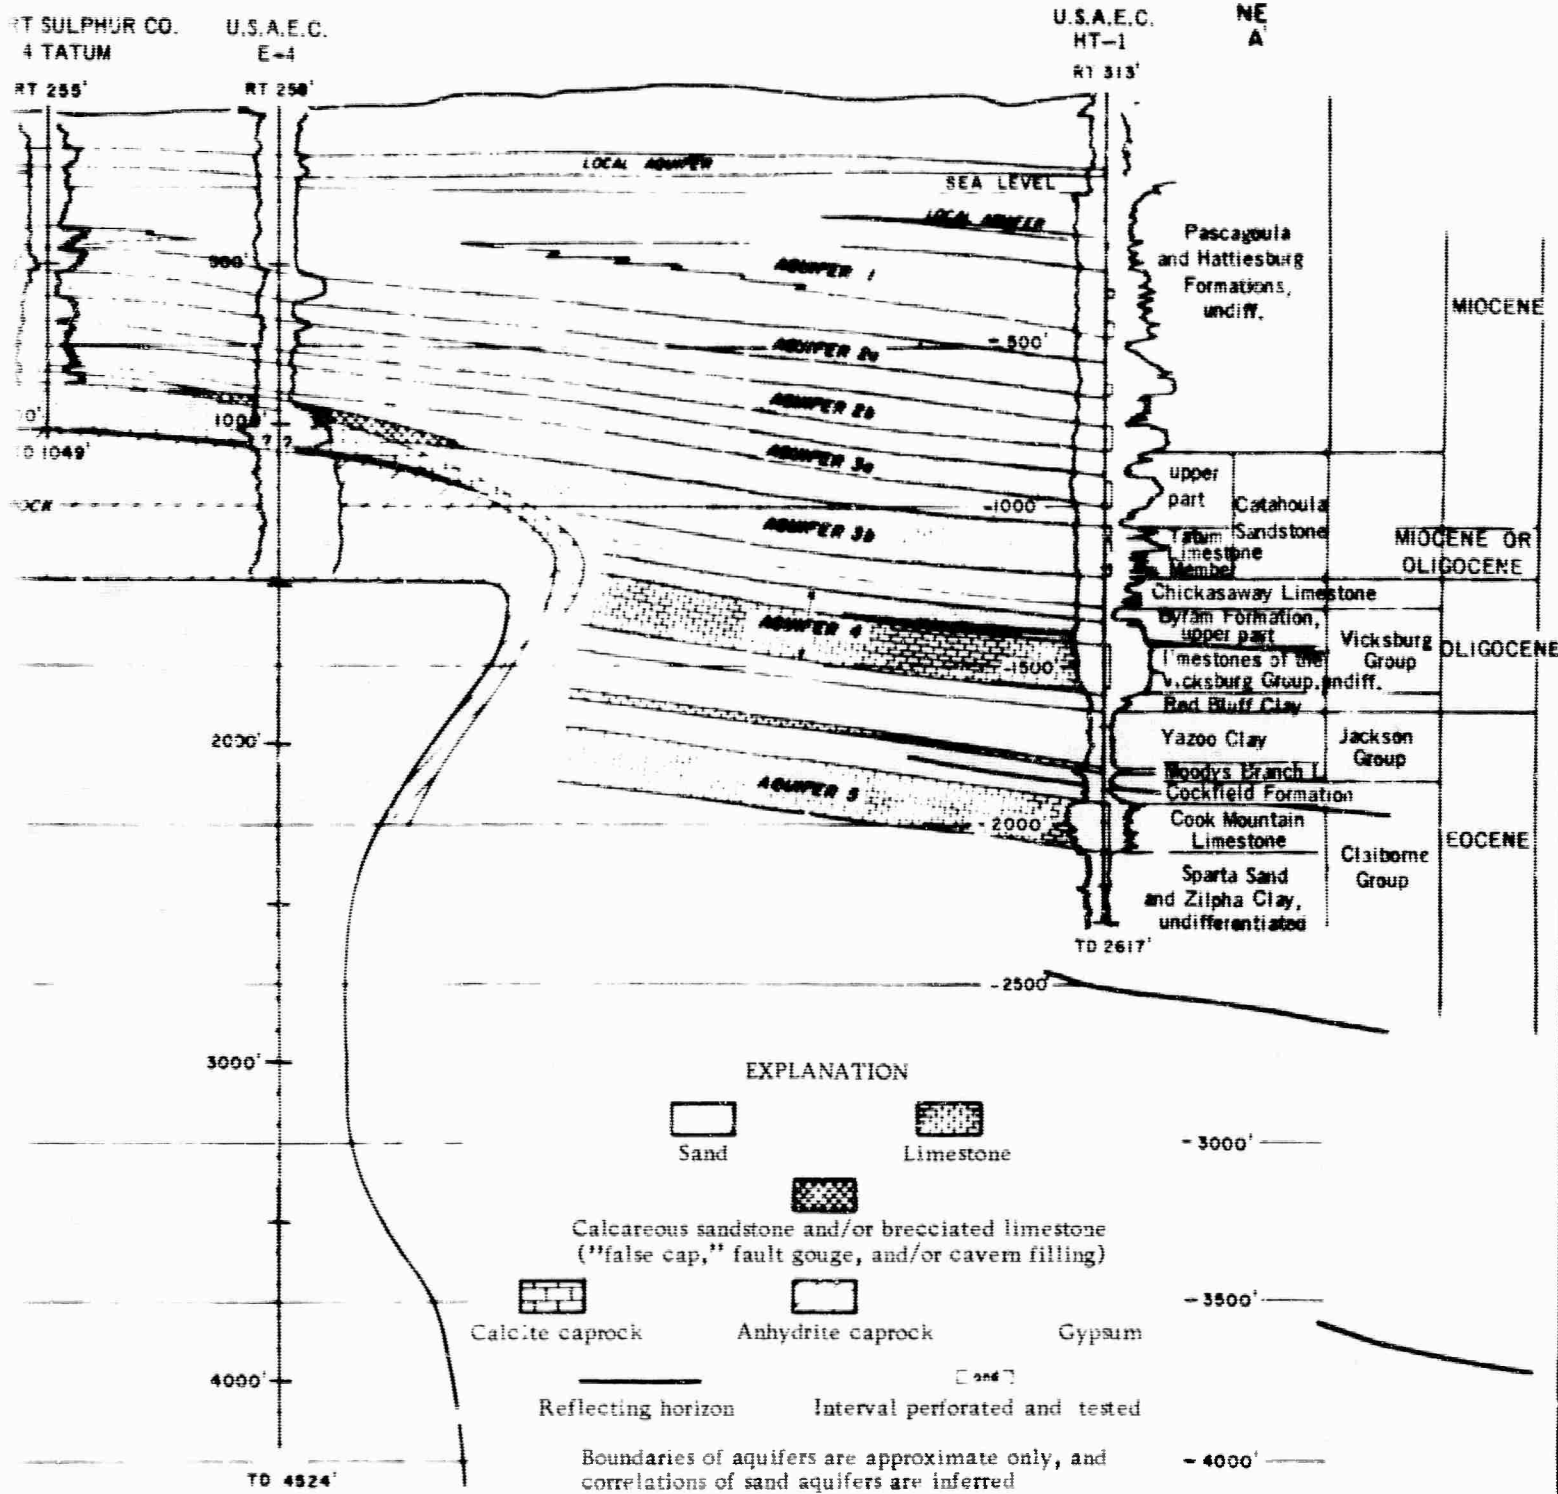 RT SULPHUR CO.
4 TATUM
RT 255'
U.S.A.E.C.
E-4
RT 258'
U.S.A.E.C.
HT-1
RT 313'
NE
A'
LOCAL AQUIFER
SEA LEVEL
LOCAL AQUIFER
500'
AQUIFER 1
-500'
AQUIFER 2a
AQUIFER 2b
1000'
? ?
0'
TD 1049'
AQUIFER 3a
OCK
-1000'
AQUIFER 3b
AQUIFER 4
-1500'
2000'
AQUIFER 5
-2000'
TD 2617'
-2500'
3000'
-3000'
-3500'
4000'
-4000'
TD 4524'
Pascagoula
and Hattiesburg
Formations,
undiff.
MIOCENE
upper
part
Catahoula
Sandstone
Tatum
Limestone
Member
MIOCENE OR
OLIGOCENE
Chickasaway Limestone
Byram Formation,
upper part
Limestones of the
Vicksburg Group, undiff.
Vicksburg
Group
OLIGOCENE
Red Bluff Clay
Yazoo Clay
Jackson
Group
Moodys Branch
Cockfield Formation
Cook Mountain
Limestone
Claiborne
Group
EOCENE
Sparta Sand
and Zilpha Clay,
undifferentiated
EXPLANATION
Sand
Limestone
Calcareous sandstone and/or brecciated limestone
("false cap," fault gouge, and/or cavern filling)
Calcite caprock
Anhydrite caprock
Gypsum
Reflecting horizon
and
Interval perforated and tested
Boundaries of aquifers are approximate only, and
correlations of sand aquifers are inferred